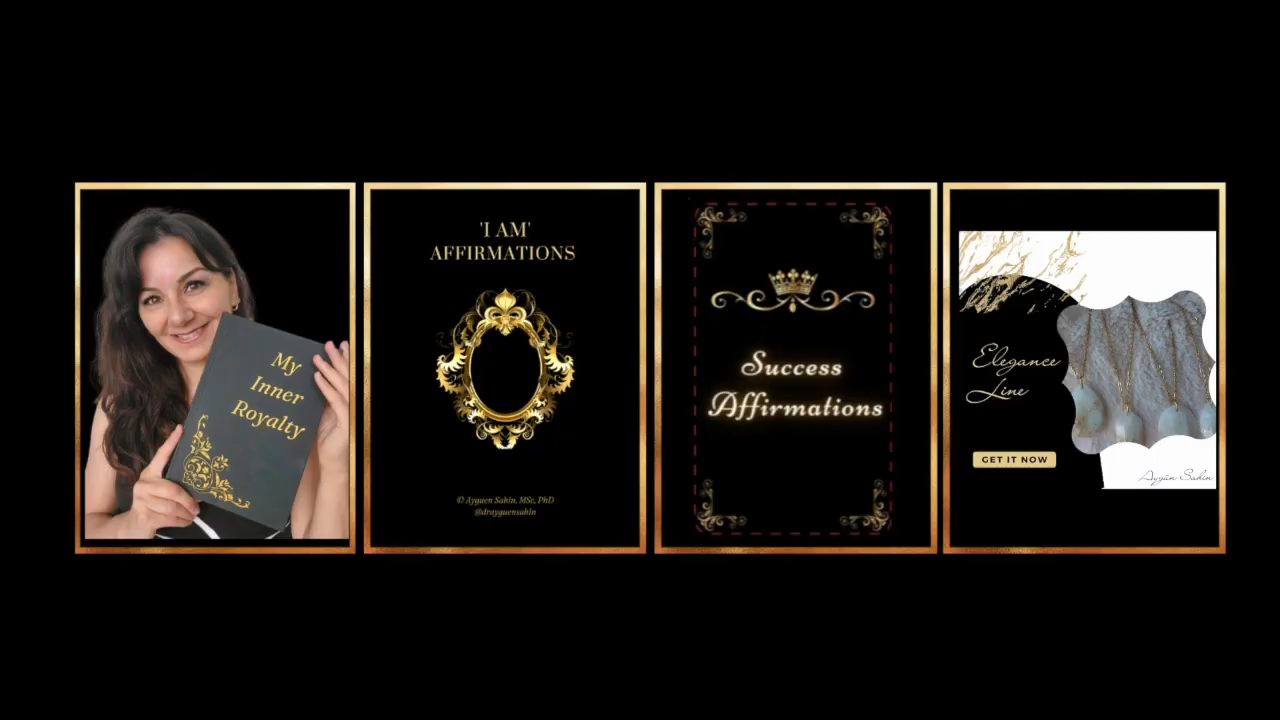 My
Inner
Royalty
'I AM'
AFFIRMATIONS
© Ayguen Sahin, MSc, PhD
@drayguensahin
Success
Affirmations
Elegance
Line
GET IT NOW
Aygün Sahin